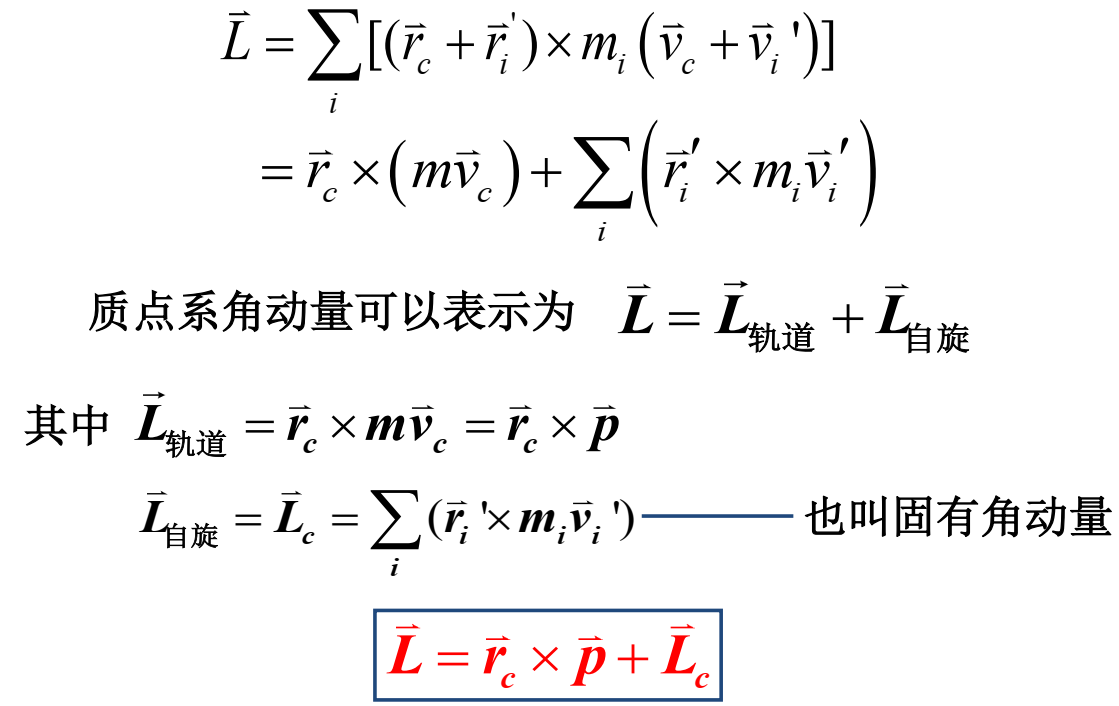 $\vec{L} = \sum_{i} [(\vec{r}_c + \vec{r}_i^{'}) \times m_i (\vec{v}_c + \vec{v}_i ')]$
$= \vec{r}_c \times (m\vec{v}_c) + \sum_{i} (\vec{r}_i' \times m_i \vec{v}_i')$
质点系角动量可以表示为 $\vec{L} = \vec{L}_{轨道} + \vec{L}_{自旋}$
其中 $\vec{L}_{轨道} = \vec{r}_c \times m\vec{v}_c = \vec{r}_c \times \vec{p}$
$\vec{L}_{自旋} = \vec{L}_c = \sum_{i} (\vec{r}_i ' \times m_i \vec{v}_i ')$ 也叫固有角动量
$\vec{L} = \vec{r}_c \times \vec{p} + \vec{L}_c$